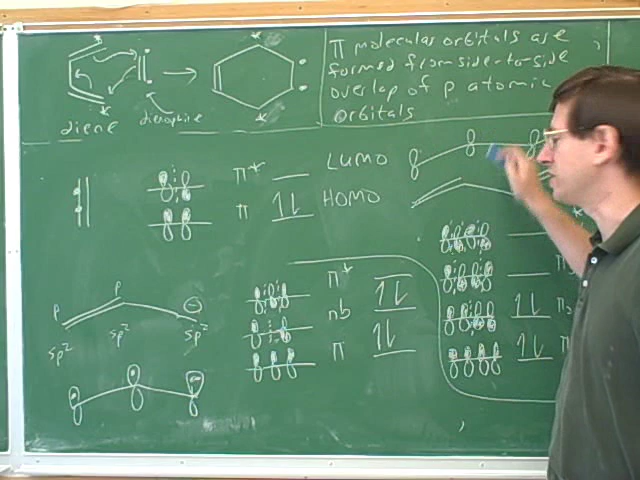 π molecular orbitals are
formed from side-to-side
overlap of p atomic
orbitals
diene
dienophile
π* LUMO
π HOMO
p p ⊖
sp² sp² sp²
π*
nb
π
π₂
π